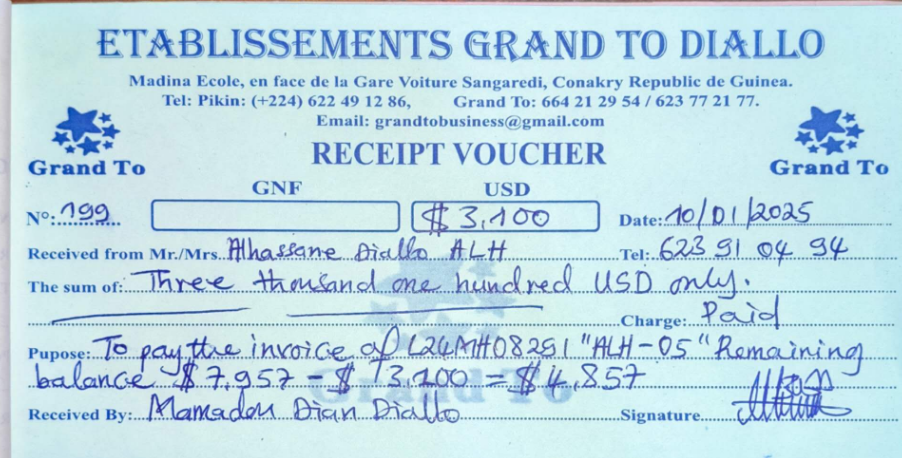 ETABLISSEMENTS GRAND TO DIALLO
Madina Ecole, en face de la Gare Voiture Sangaredi, Conakry Republic de Guinea.
Tel: Pikin: (+224) 622 49 12 86, Grand To: 664 21 29 54 / 623 77 21 77.
Email: grandtobusiness@gmail.com
Grand To RECEIPT VOUCHER Grand To
GNF USD
N°: 199 $ 3,100 Date: 10/01/2025
Received from Mr./Mrs. Alhassane Diallo ALH Tel: 623 91 04 94
The sum of: Three thousand one hundred USD only.
Charge: Paid
Pupose: To pay the invoice of L24MH08291 "ALH-05" Remaining
balance $ 7,957 - $ 3,100 = $ 4,857
Grand To
Received By: Mamadou Dian Diallo Signature